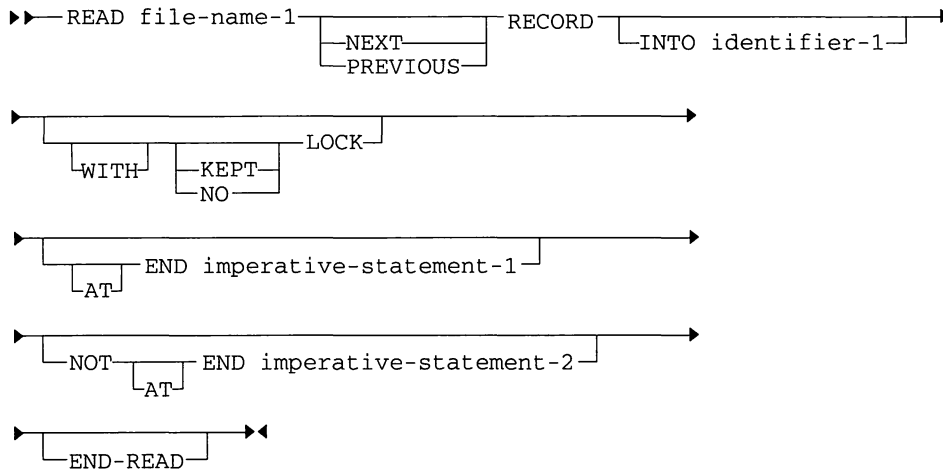 READ file-name-1 RECORD
NEXT INTO identifier-1
PREVIOUS
LOCK
WITH KEPT
NO
END imperative-statement-1
AT
NOT END imperative-statement-2
AT
END-READ